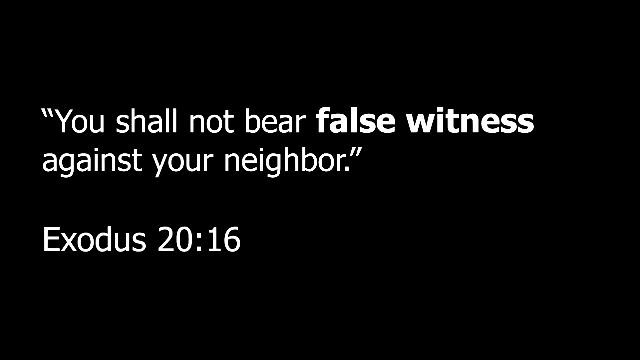 “You shall not bear false witness
against your neighbor.”
Exodus 20:16